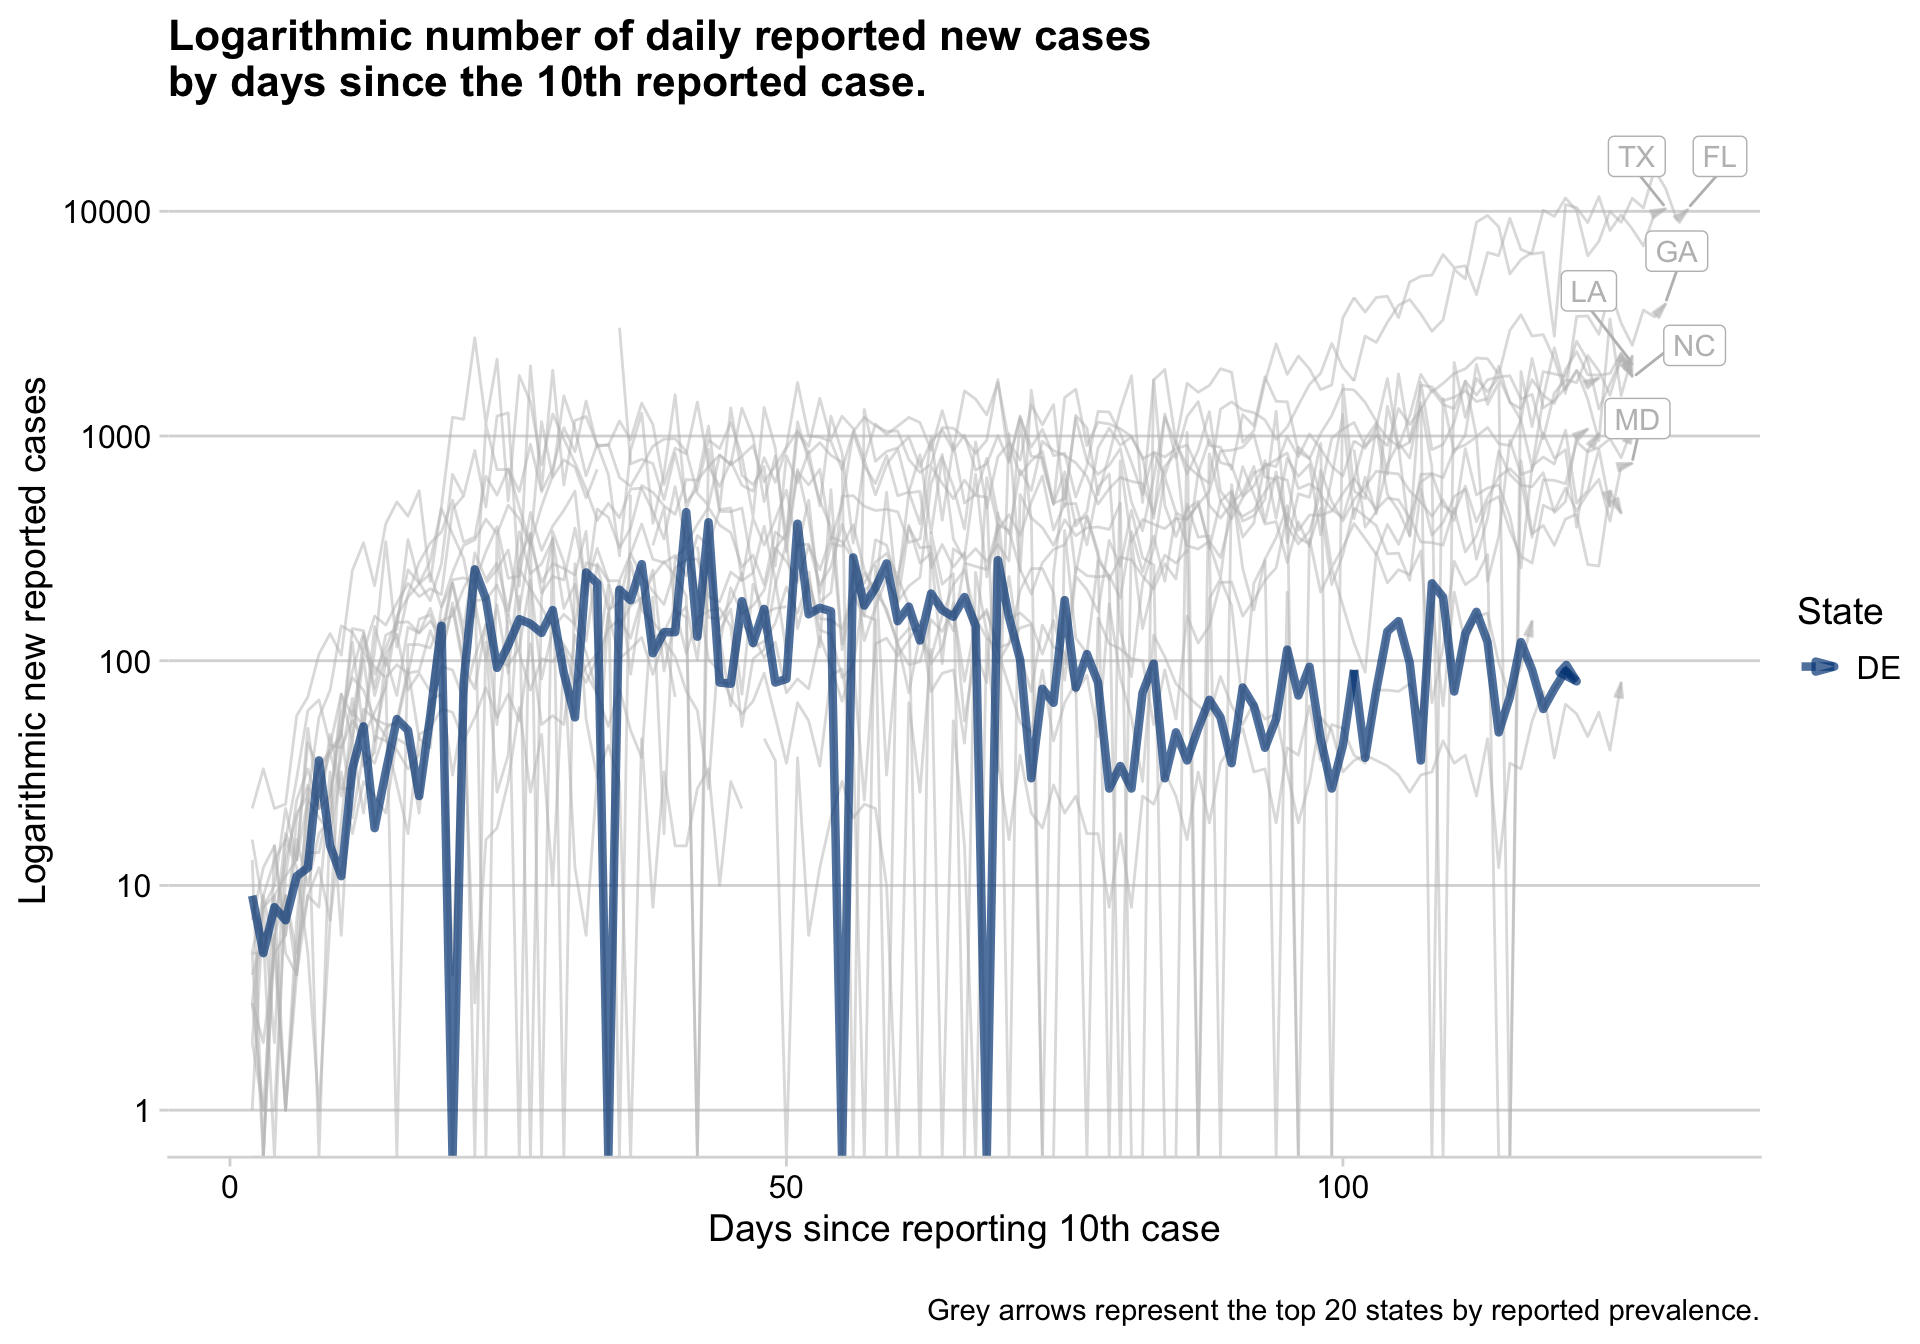 Logarithmic number of daily reported new cases
by days since the 10th reported case.
TX
FL
10000
GA
LA
NC
1000
MD
Logarithmic new reported cases
State
100
DE
10
1
0
50
100
Days since reporting 10th case
Grey arrows represent the top 20 states by reported prevalence.